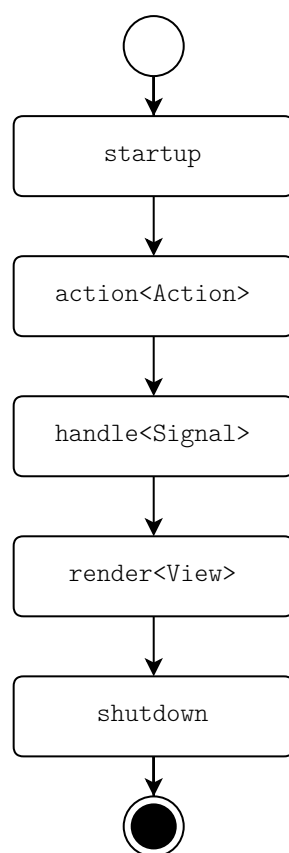 startup
action<Action>
handle<Signal>
render<View>
shutdown